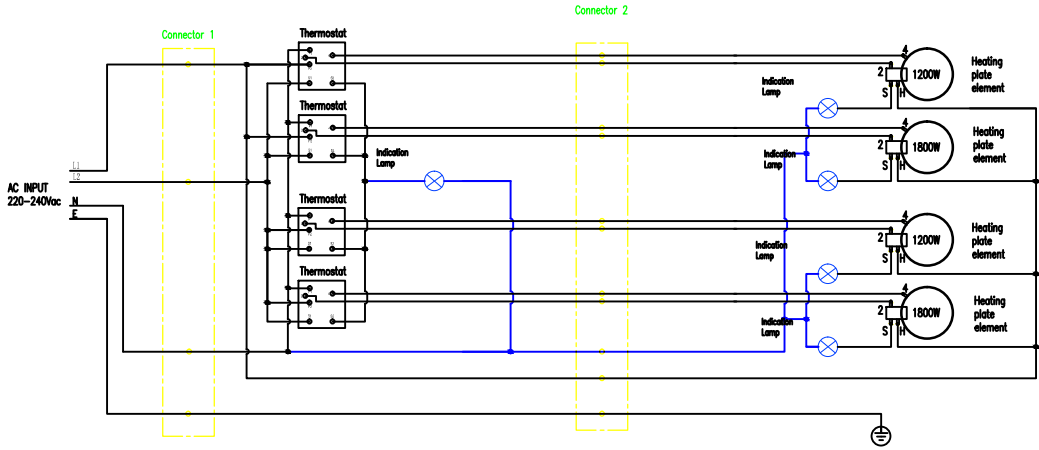 Connector 2
Connector 1
Thermostat
4
2
1200W
S H
Heating
plate
element
Indication
Lamp
Thermostat
4
2
1800W
S H
Heating
plate
element
Indication
Lamp
Indication
Lamp
L1
L2
AC INPUT
220-240Vac
N
E
Thermostat
4
2
1200W
S H
Heating
plate
element
Indication
Lamp
Thermostat
4
2
1800W
S H
Heating
plate
element
Indication
Lamp